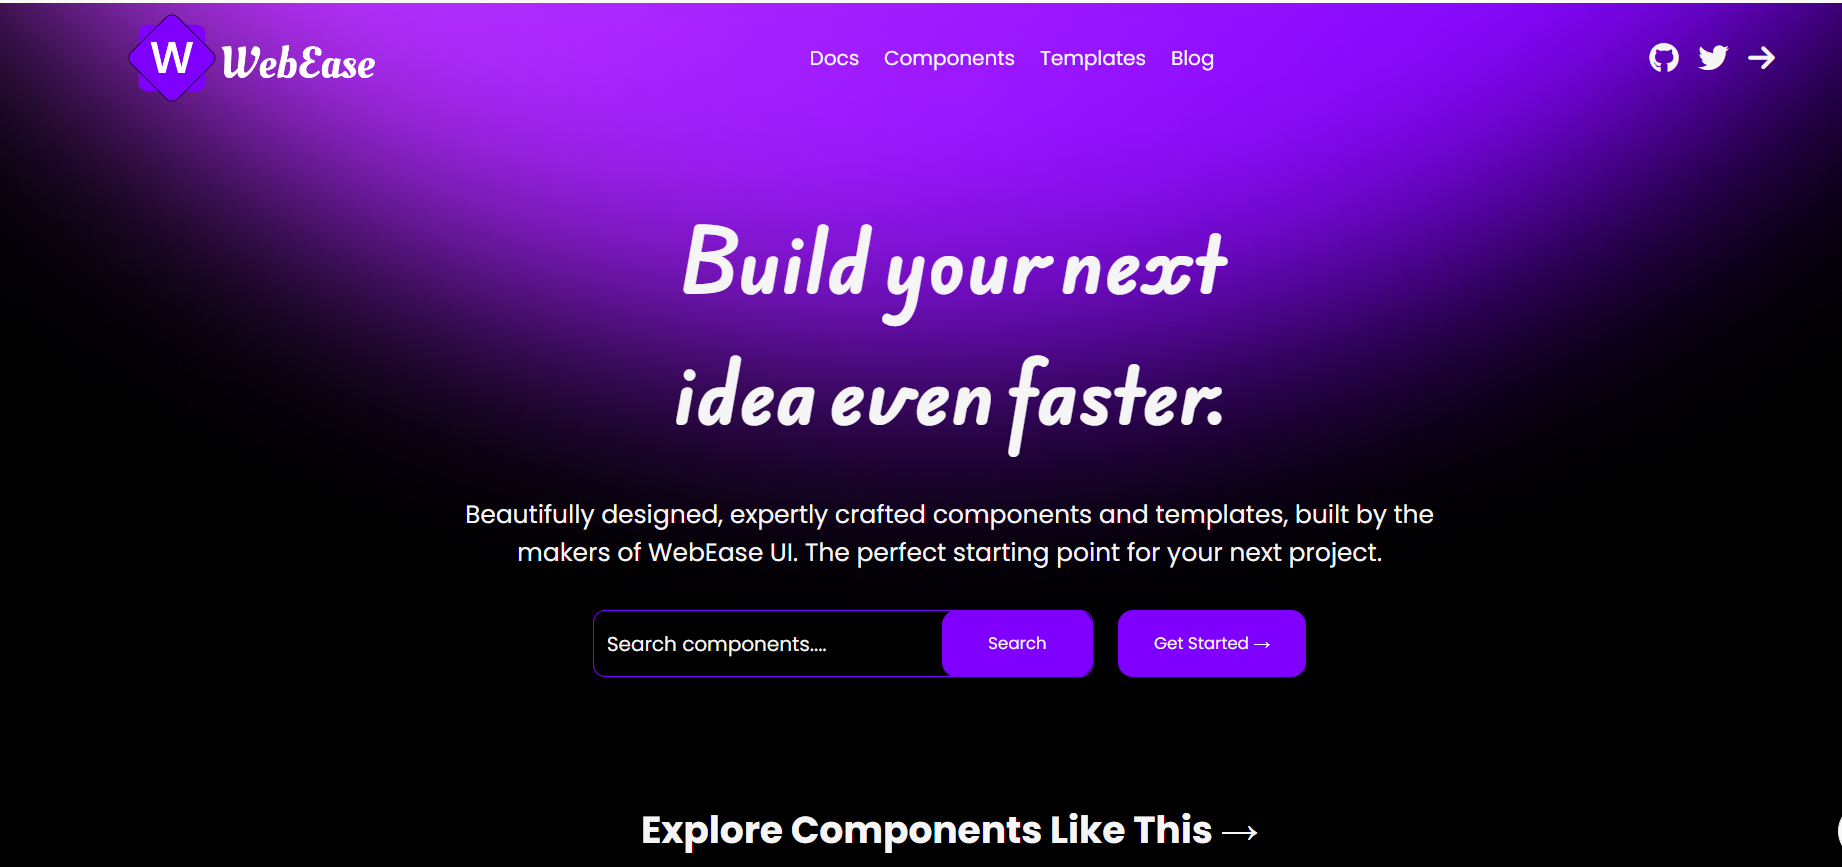 W WebEase
Docs Components Templates Blog
Build your next
idea even faster.
Beautifully designed, expertly crafted components and templates, built by the
makers of WebEase UI. The perfect starting point for your next project.
Search components.... Search Get Started →
Explore Components Like This →